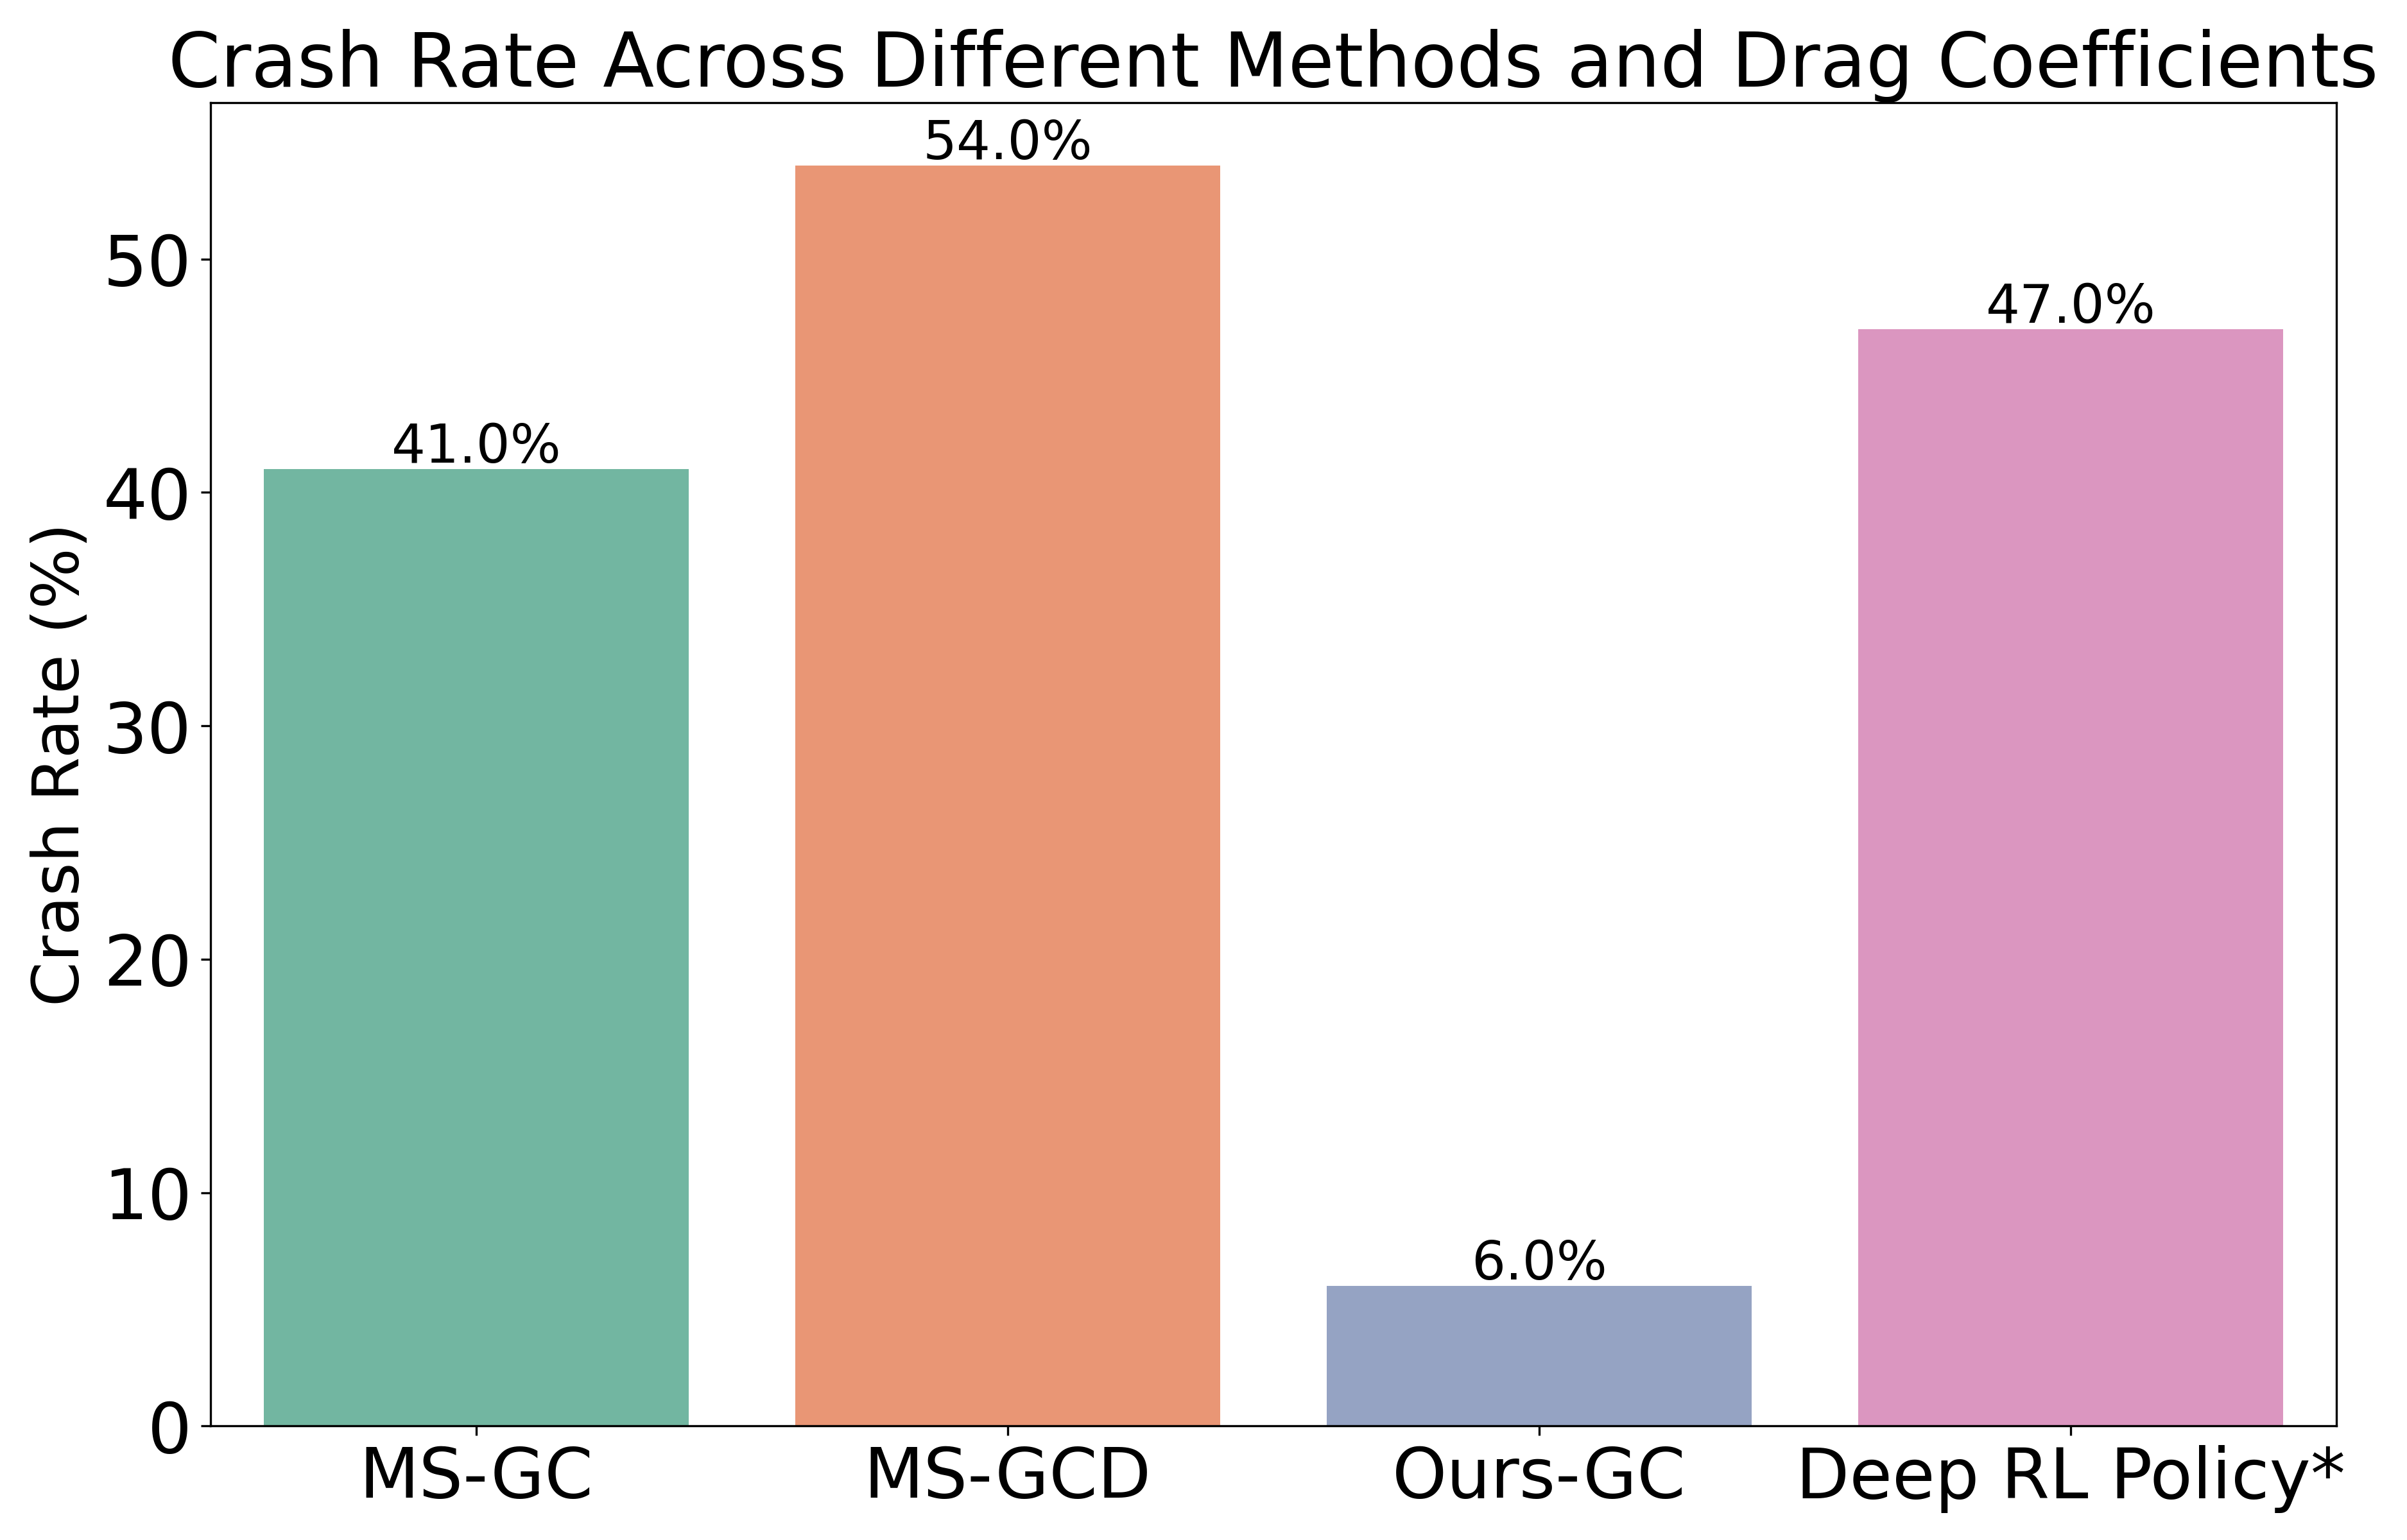 Crash Rate Across Different Methods and Drag Coefficients
Crash Rate (%)
50
40
30
20
10
0
41.0%
54.0%
6.0%
47.0%
MS-GC
MS-GCD
Ours-GC
Deep RL Policy*